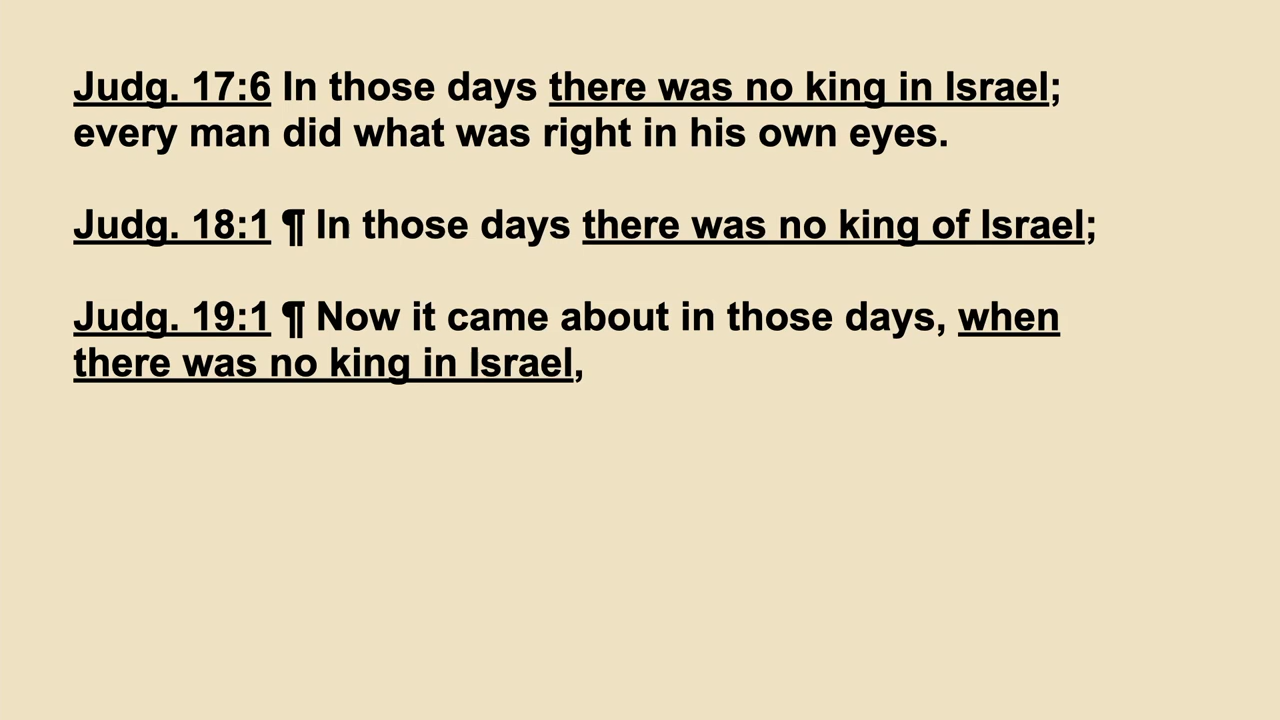 Judg. 17:6 In those days there was no king in Israel;
every man did what was right in his own eyes.
Judg. 18:1 ¶ In those days there was no king of Israel;
Judg. 19:1 ¶ Now it came about in those days, when
there was no king in Israel,